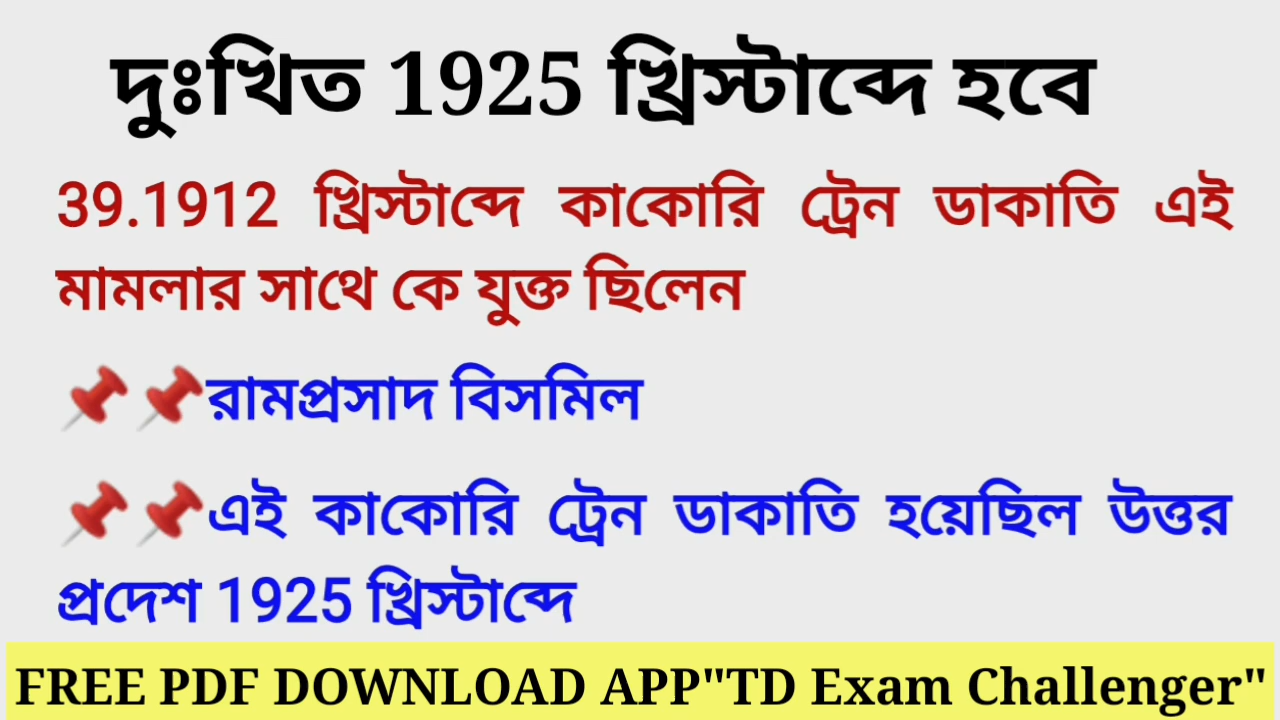 দুঃখিত 1925 খ্রিস্টাব্দে হবে
39.1912 খ্রিস্টাব্দে কাকোরি ট্রেন ডাকাতি এই
মামলার সাথে কে যুক্ত ছিলেন
📌📌রামপ্রসাদ বিসমিল
📌📌এই কাকোরি ট্রেন ডাকাতি হয়েছিল উত্তর
প্রদেশ 1925 খ্রিস্টাব্দে
FREE PDF DOWNLOAD APP"TD Exam Challenger"